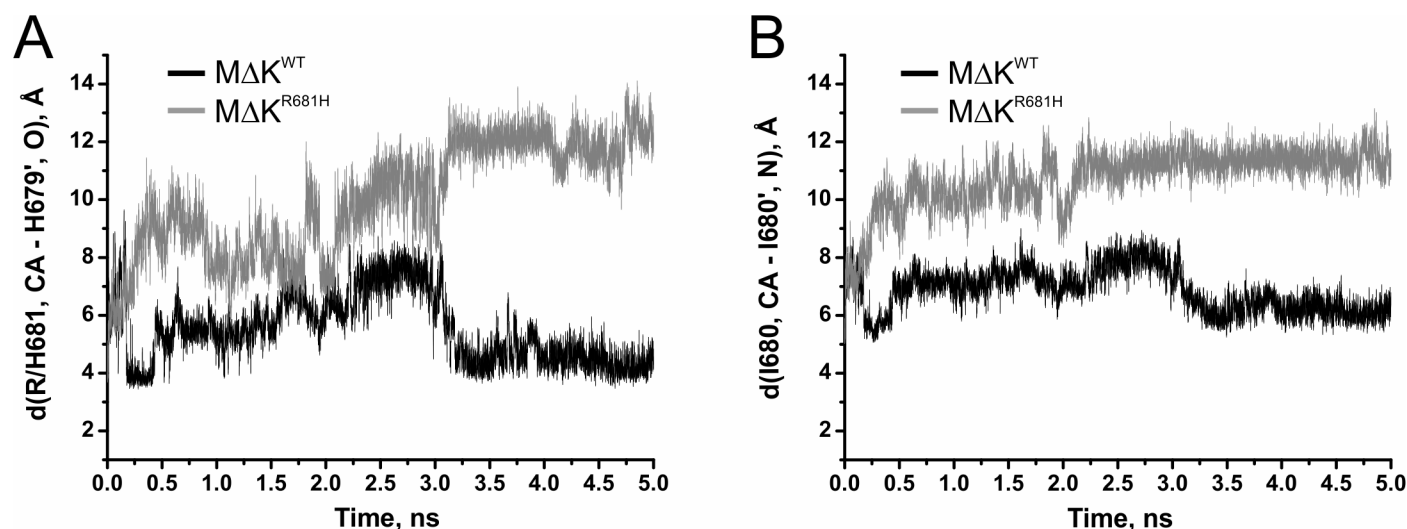 A
MΔK^WT
MΔK^R681H
d(R/H681, CA - H679', O), Å
14
12
10
8
6
4
2
0.0 0.5 1.0 1.5 2.0 2.5 3.0 3.5 4.0 4.5 5.0
Time, ns
B
MΔK^WT
MΔK^R681H
d(I680, CA - I680', N), Å
14
12
10
8
6
4
2
0.0 0.5 1.0 1.5 2.0 2.5 3.0 3.5 4.0 4.5 5.0
Time, ns